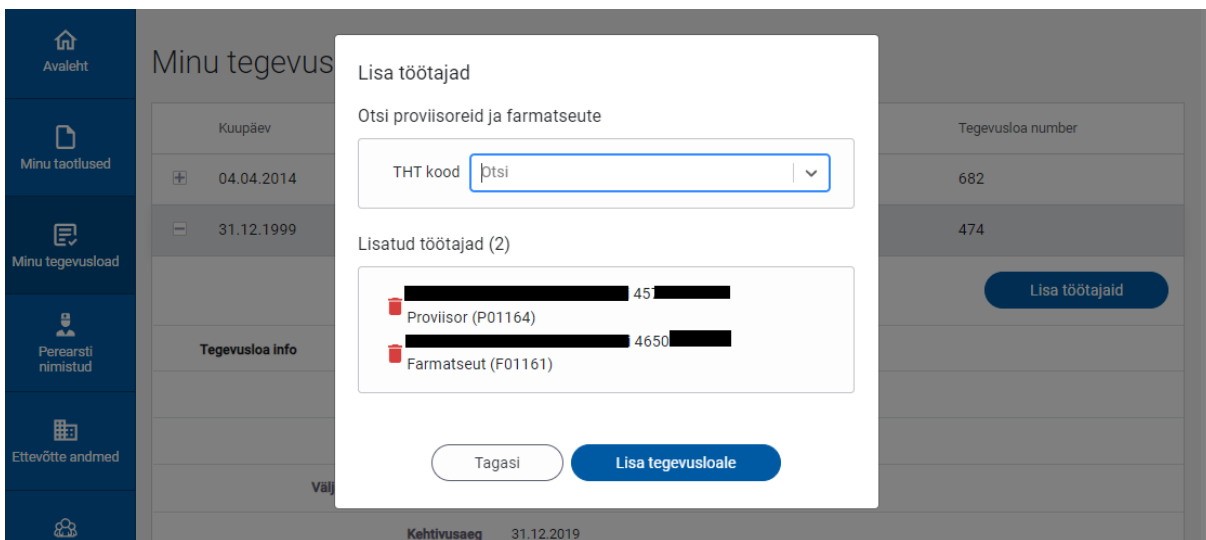 Avaleht
Minu taotlused
Minu tegevusload
Perearsti
nimistud
Ettevõtte andmed
Minu tegevus
Kuupäev
Tegevusloa number
04.04.2014
682
31.12.1999
474
Lisa töötajaid
Tegevusloa info
Välj
Kehtivusaeg 31.12.2019
Lisa töötajad
Otsi proviisoreid ja farmatseute
THT kood Otsi
Lisatud töötajad (2)
457
Proviisor (P01164)
4650
Farmatseut (F01161)
Tagasi
Lisa tegevusloale